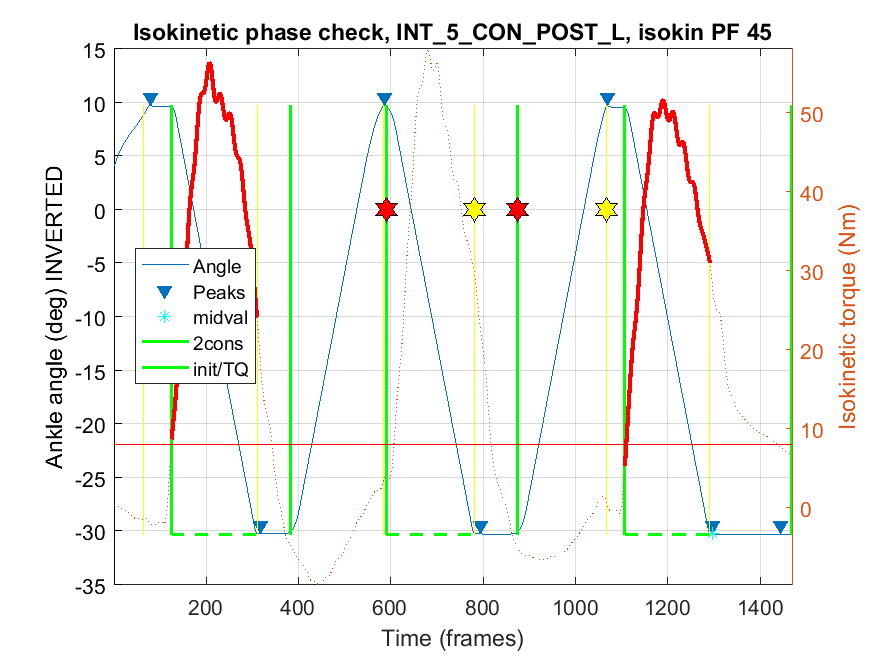 Isokinetic phase check, INT_5_CON_POST_L, isokin PF 45
Ankle angle (deg) INVERTED
15
10
5
0
-5
-10
-15
-20
-25
-30
-35
Angle
Peaks
midval
2cons
init/TQ
50
40
30
20
10
0
Isokinetic torque (Nm)
200 400 600 800 1000 1200 1400
Time (frames)